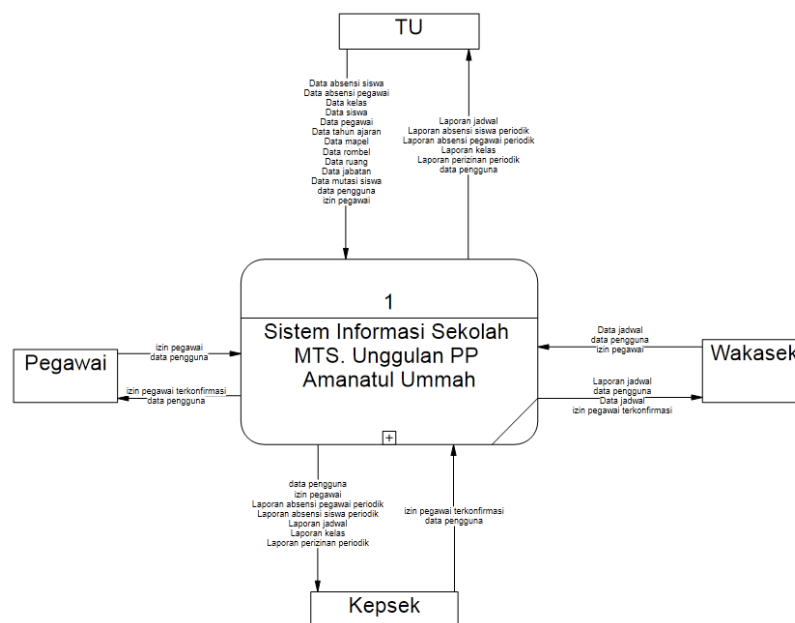 TU
Data absensi siswa
Data absensi pegawai
Data kelas
Data siswa
Data pegawai
Data tahun ajaran
Data mapel
Data rombel
Data ruang
Data jabatan
Data mutasi siswa
data pengguna
izin pegawai
Laporan jadwal
Laporan absensi siswa periodik
Laporan absensi pegawai periodik
Laporan kelas
Laporan perizinan periodik
data pengguna
1
Sistem Informasi Sekolah
MTS. Unggulan PP
Amanatul Ummah
Pegawai
izin pegawai
data pengguna
izin pegawai terkonfirmasi
data pengguna
Data jadwal
data pengguna
izin pegawai
Wakasek
Laporan jadwal
data pengguna
Data jadwal
izin pegawai terkonfirmasi
data pengguna
izin pegawai
Laporan absensi pegawai periodik
Laporan absensi siswa periodik
Laporan jadwal
Laporan kelas
Laporan perizinan periodik
izin pegawai terkonfirmasi
data pengguna
Kepsek